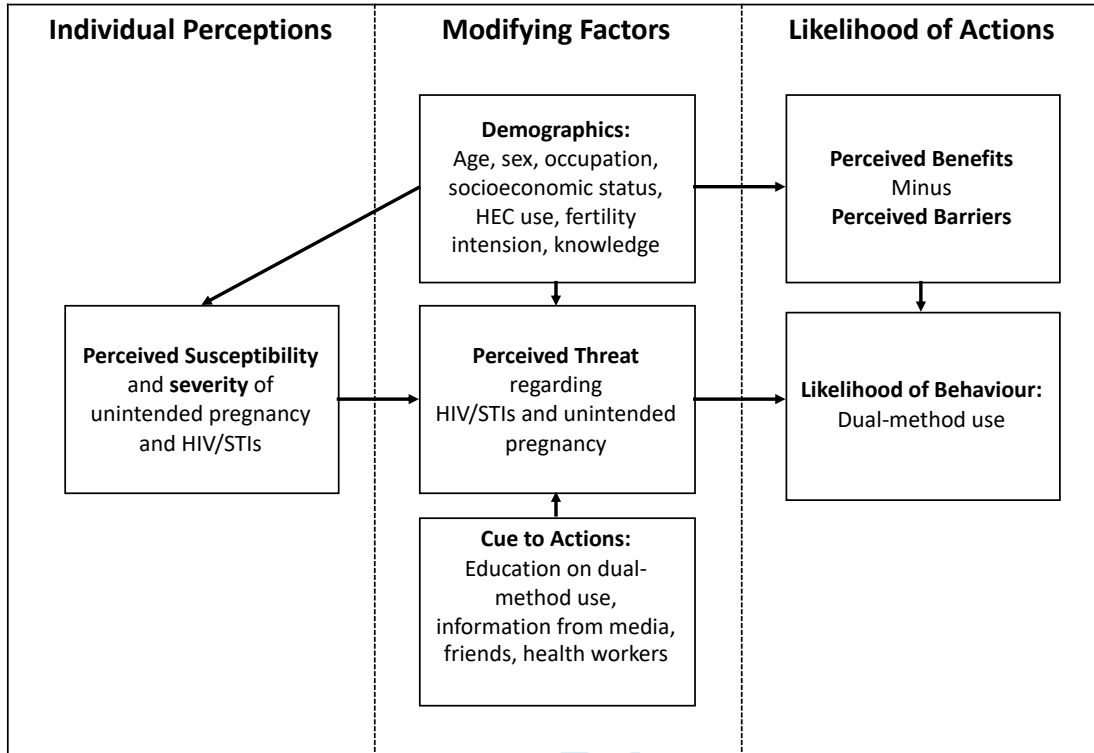 Individual Perceptions
Modifying Factors
Likelihood of Actions
Demographics:
Age, sex, occupation,
socioeconomic status,
HEC use, fertility
intension, knowledge
Perceived Benefits
Minus
Perceived Barriers
Perceived Susceptibility
and severity of
unintended pregnancy
and HIV/STIs
Perceived Threat
regarding
HIV/STIs and unintended
pregnancy
Likelihood of Behaviour:
Dual-method use
Cue to Actions:
Education on dual-
method use,
information from media,
friends, health workers